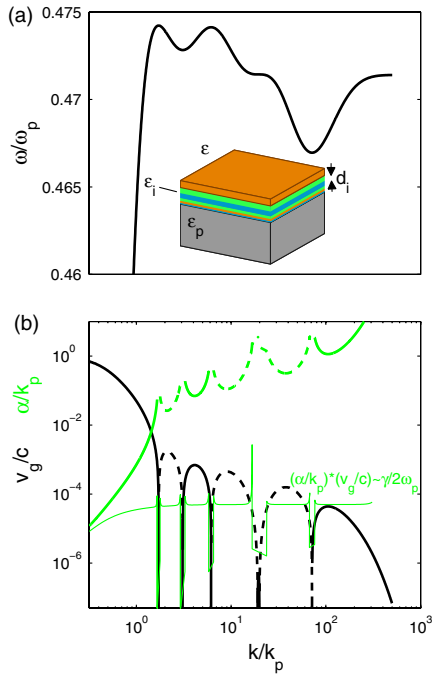 (a)
0.475
0.47
0.465
0.46
ω/ω_p
ε
ε_i
ε_p
d_i
(b)
10^0
10^-2
10^-4
10^-6
α/k_p
v_g/c
(α/k_p)*(v_g/c)~γ/2ω_p
10^0 10^1 10^2 10^3
k/k_p